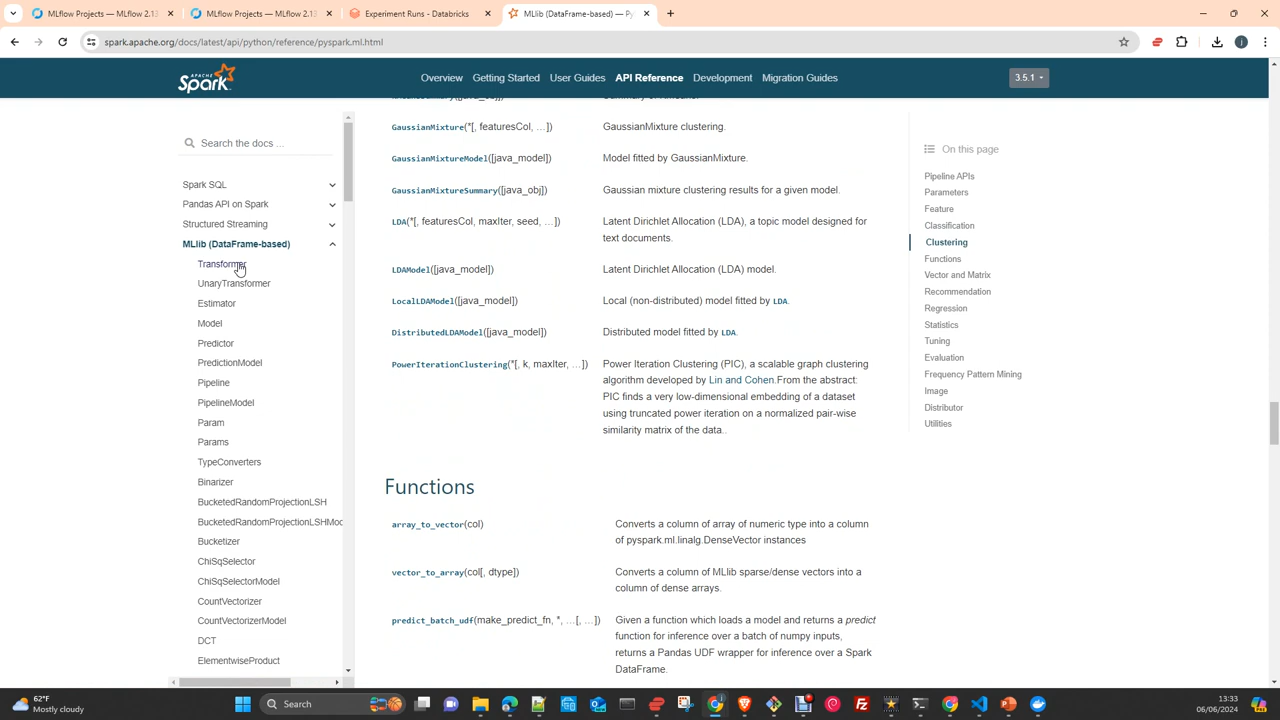 MLflow Projects — MLflow 2.13
MLflow Projects — MLflow 2.13
Experiment Runs - Databricks
MLlib (DataFrame-based) — Py
spark.apache.org/docs/latest/api/python/reference/pyspark.ml.html
APACHE Spark
Overview Getting Started User Guides API Reference Development Migration Guides
3.5.1
Search the docs ...
Spark SQL
Pandas API on Spark
Structured Streaming
MLlib (DataFrame-based)
Transformer
UnaryTransformer
Estimator
Model
Predictor
PredictionModel
Pipeline
PipelineModel
Param
Params
TypeConverters
Binarizer
BucketedRandomProjectionLSH
BucketedRandomProjectionLSHMod
Bucketizer
ChiSqSelector
ChiSqSelectorModel
CountVectorizer
CountVectorizerModel
DCT
ElementwiseProduct
GaussianMixture(*[, featuresCol, …]) GaussianMixture clustering.
GaussianMixtureModel([java_model]) Model fitted by GaussianMixture.
GaussianMixtureSummary([java_obj]) Gaussian mixture clustering results for a given model.
LDA(*[, featuresCol, maxIter, seed, …]) Latent Dirichlet Allocation (LDA), a topic model designed for
text documents.
LDAModel([java_model]) Latent Dirichlet Allocation (LDA) model.
LocalLDAModel([java_model]) Local (non-distributed) model fitted by LDA.
DistributedLDAModel([java_model]) Distributed model fitted by LDA.
PowerIterationClustering(*[, k, maxIter, …]) Power Iteration Clustering (PIC), a scalable graph clustering
algorithm developed by Lin and Cohen.From the abstract:
PIC finds a very low-dimensional embedding of a dataset
using truncated power iteration on a normalized pair-wise
similarity matrix of the data..
Functions
array_to_vector(col) Converts a column of array of numeric type into a column
of pyspark.ml.linalg.DenseVector instances
vector_to_array(col[, dtype]) Converts a column of MLlib sparse/dense vectors into a
column of dense arrays.
predict_batch_udf(make_predict_fn, *, …[, …]) Given a function which loads a model and returns a predict
function for inference over a batch of numpy inputs,
returns a Pandas UDF wrapper for inference over a Spark
DataFrame.
On this page
Pipeline APIs
Parameters
Feature
Classification
Clustering
Functions
Vector and Matrix
Recommendation
Regression
Statistics
Tuning
Evaluation
Frequency Pattern Mining
Image
Distributor
Utilities
62°F
Mostly cloudy
Search
13:33
06/06/2024